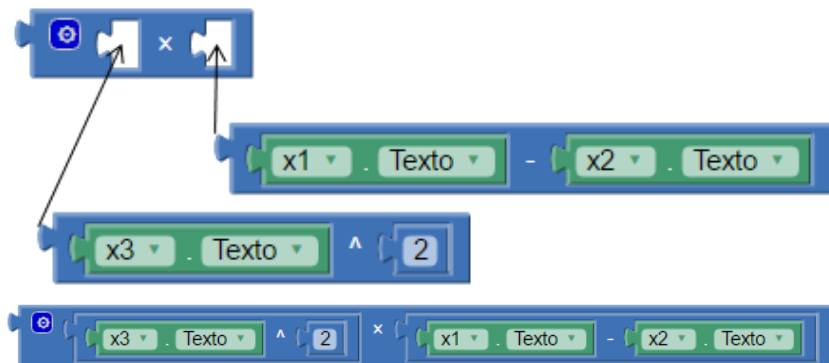 ×
x1 . Texto - x2 . Texto
x3 . Texto ^ 2
x3 . Texto ^ 2 × x1 . Texto - x2 . Texto